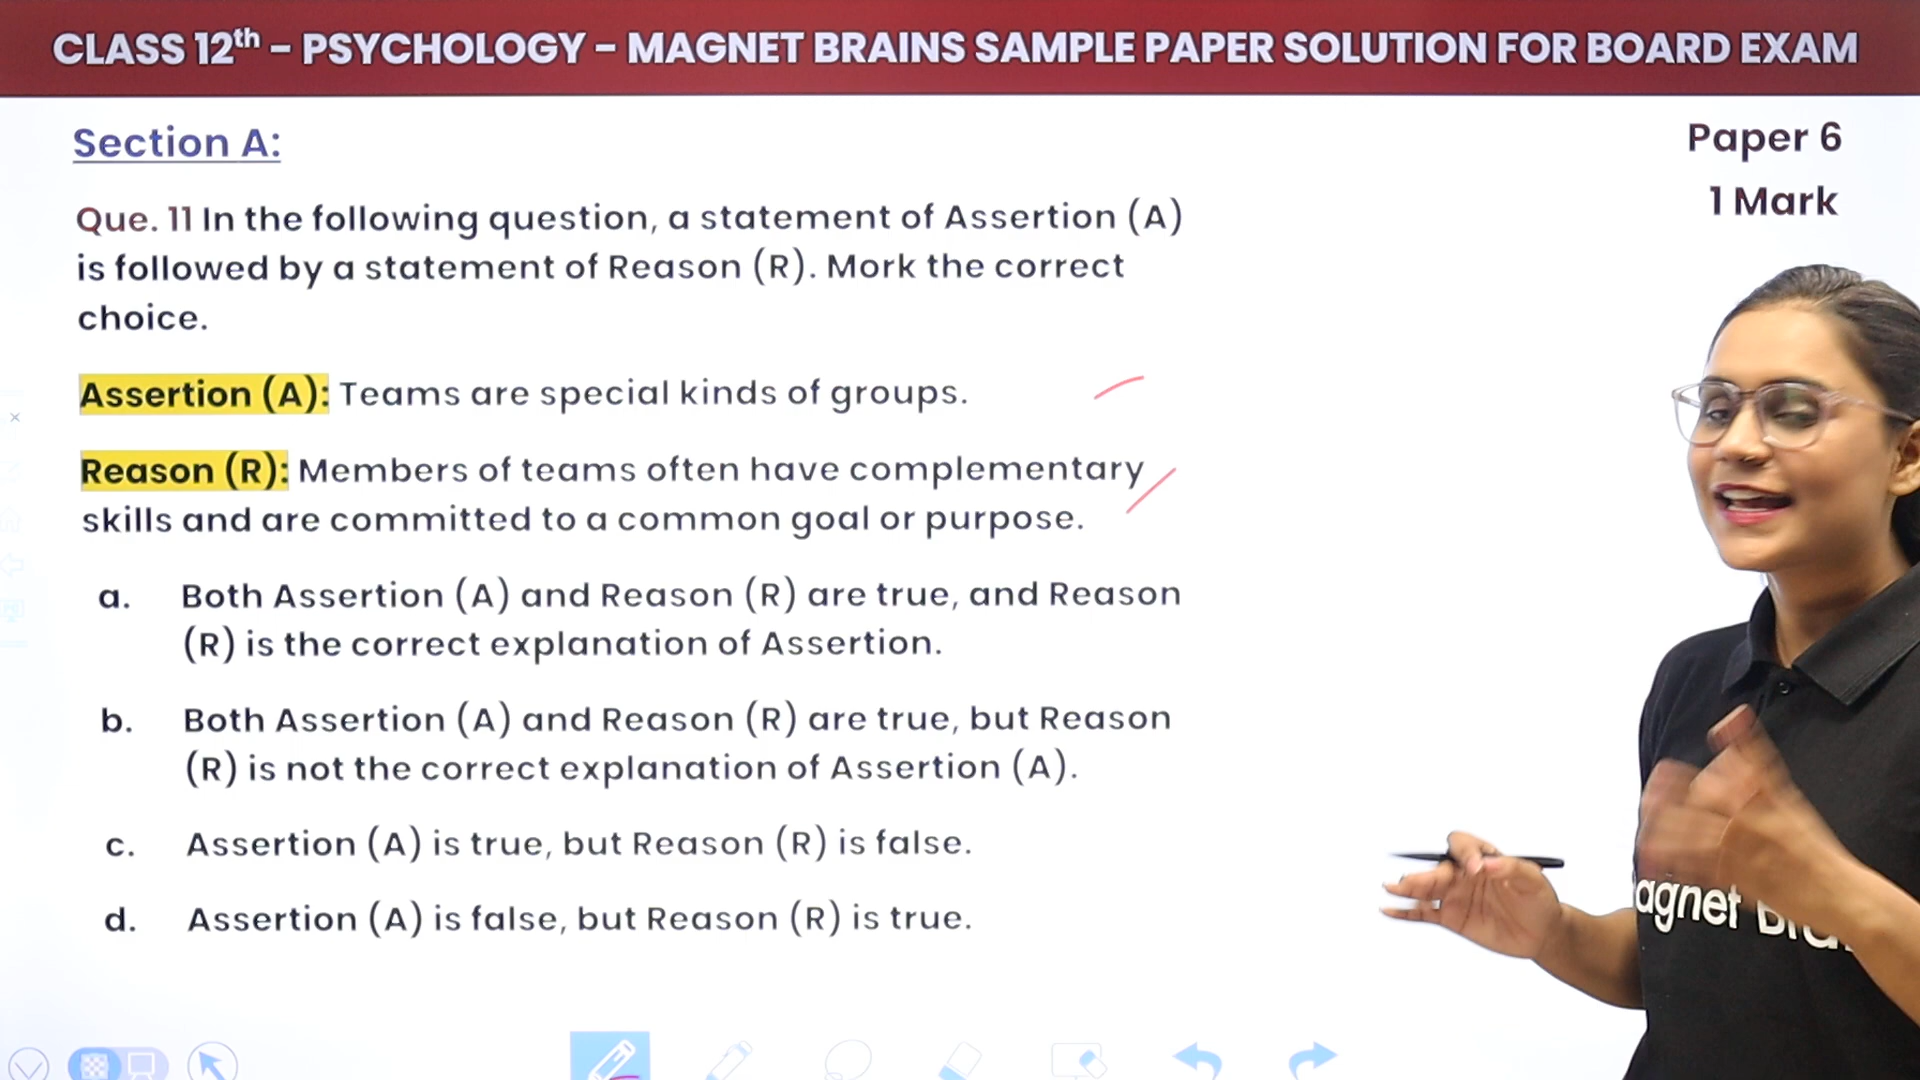 CLASS 12th – PSYCHOLOGY – MAGNET BRAINS SAMPLE PAPER SOLUTION FOR BOARD EXAM
Section A:
Paper 6
1 Mark
Que. 11 In the following question, a statement of Assertion (A)
is followed by a statement of Reason (R). Mork the correct
choice.
Assertion (A): Teams are special kinds of groups.
Reason (R): Members of teams often have complementary
skills and are committed to a common goal or purpose.
a. Both Assertion (A) and Reason (R) are true, and Reason
(R) is the correct explanation of Assertion.
b. Both Assertion (A) and Reason (R) are true, but Reason
(R) is not the correct explanation of Assertion (A).
c. Assertion (A) is true, but Reason (R) is false.
d. Assertion (A) is false, but Reason (R) is true.
agnet